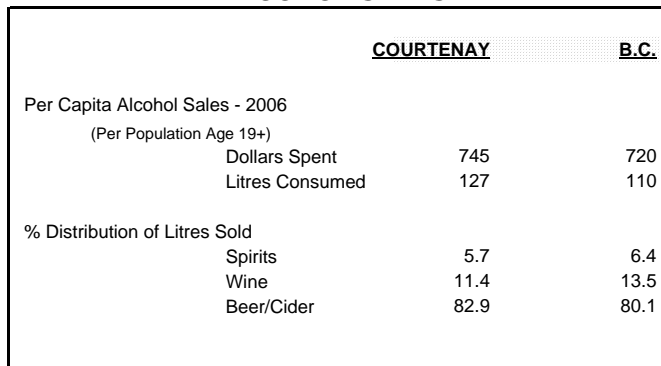 COURTENAY B.C.
Per Capita Alcohol Sales - 2006
(Per Population Age 19+)
Dollars Spent 745 720
Litres Consumed 127 110
% Distribution of Litres Sold
Spirits 5.7 6.4
Wine 11.4 13.5
Beer/Cider 82.9 80.1